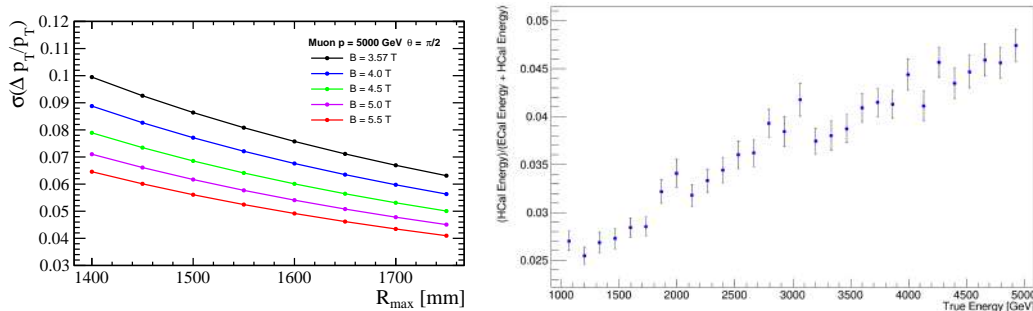 σ(Δ p_T/p_T)
0.12
0.11
0.1
0.09
0.08
0.07
0.06
0.05
0.04
0.03
Muon p = 5000 GeV θ = π/2
B = 3.57 T
B = 4.0 T
B = 4.5 T
B = 5.0 T
B = 5.5 T
1400 1500 1600 1700
R_max [mm]
(HCal Energy)/(ECal Energy + HCal Energy)
0.05
0.045
0.04
0.035
0.03
0.025
1000 1500 2000 2500 3000 3500 4000 4500 5000
True Energy [GeV]